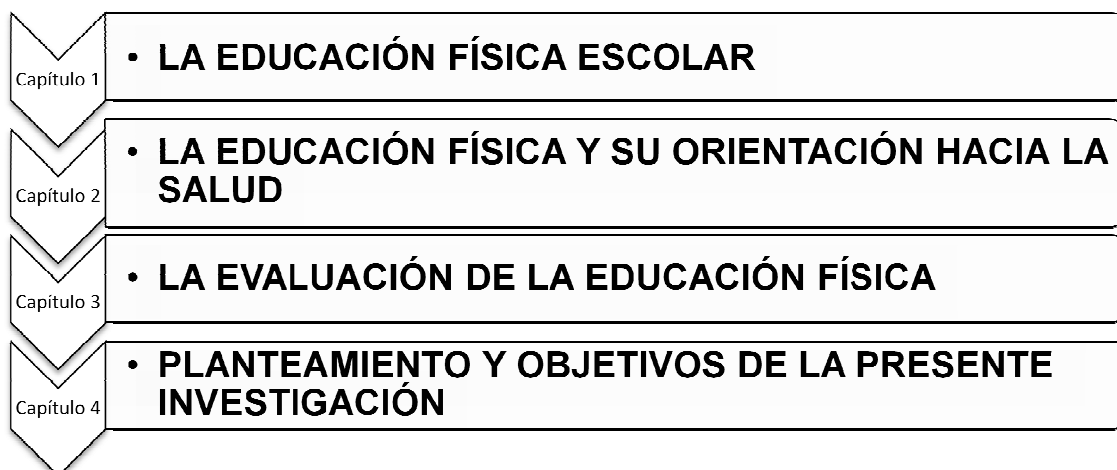 Capítulo 1
• LA EDUCACIÓN FÍSICA ESCOLAR
Capítulo 2
• LA EDUCACIÓN FÍSICA Y SU ORIENTACIÓN HACIA LA
SALUD
Capítulo 3
• LA EVALUACIÓN DE LA EDUCACIÓN FÍSICA
Capítulo 4
• PLANTEAMIENTO Y OBJETIVOS DE LA PRESENTE
INVESTIGACIÓN